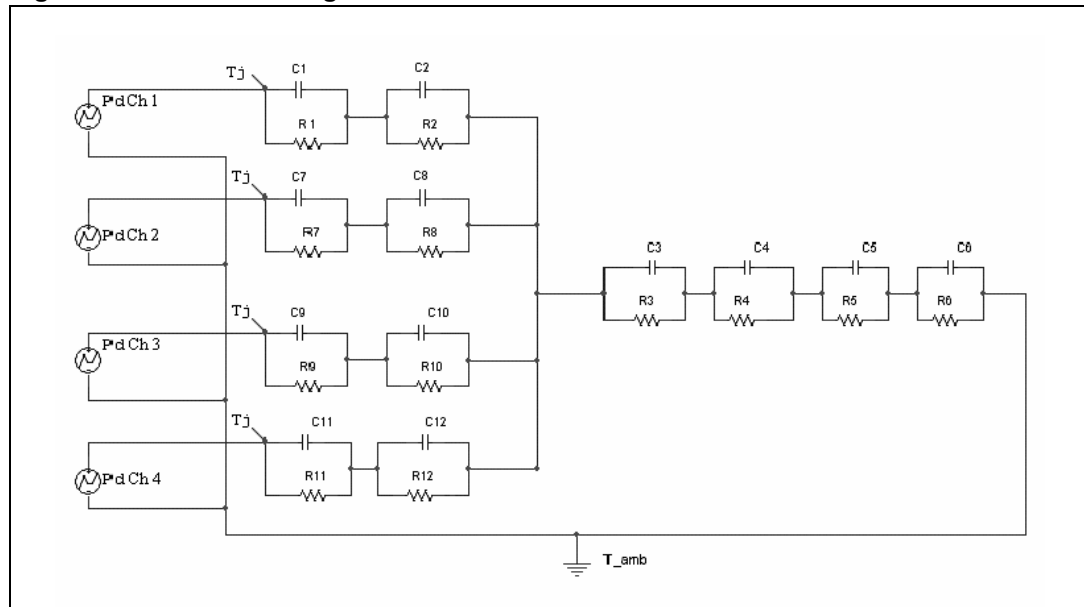 Tj
C1
C2
PdCh1
R1
R2
Tj
C7
C8
PdCh2
R7
R8
C3
C4
C5
C6
R3
R4
R5
R6
Tj
C9
C10
PdCh3
R9
R10
Tj
C11
C12
PdCh4
R11
R12
T_amb